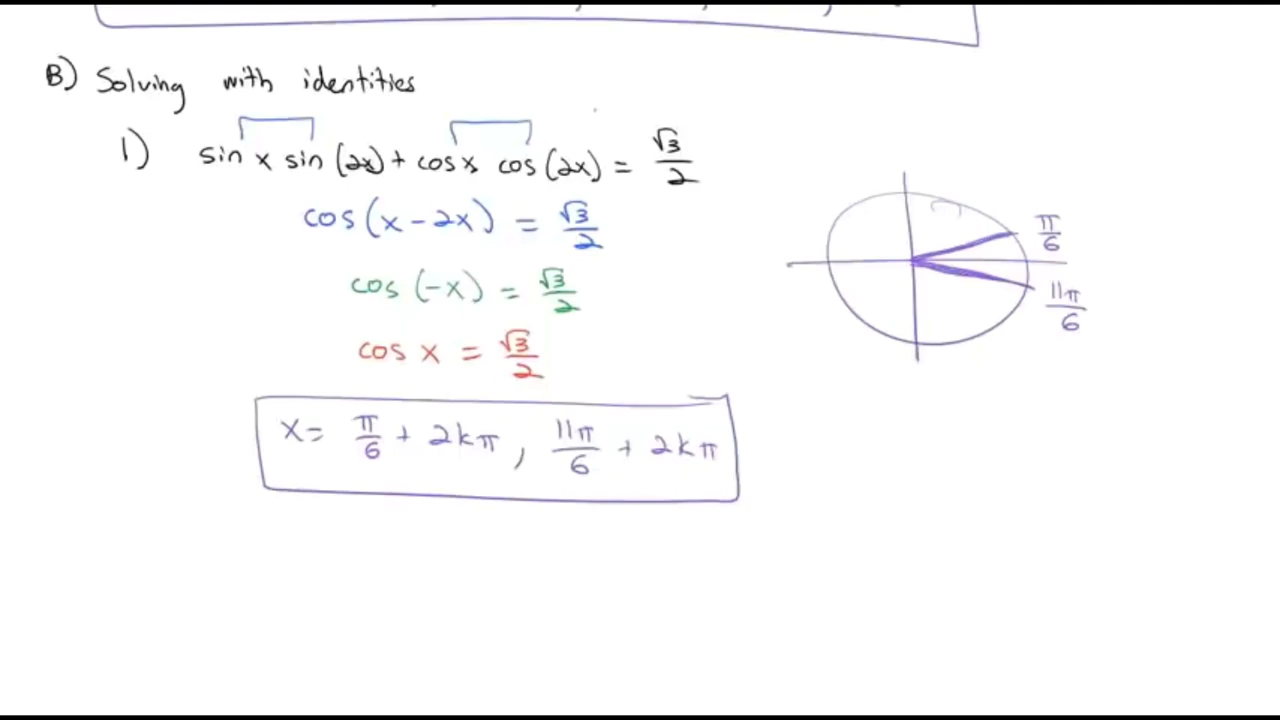 B) Solving with identities
1) sin x sin (2x) + cos x cos (2x) = √3/2
cos (x - 2x) = √3/2
cos (-x) = √3/2
cos x = √3/2
x = π/6 + 2kπ, 11π/6 + 2kπ
π/6
11π/6